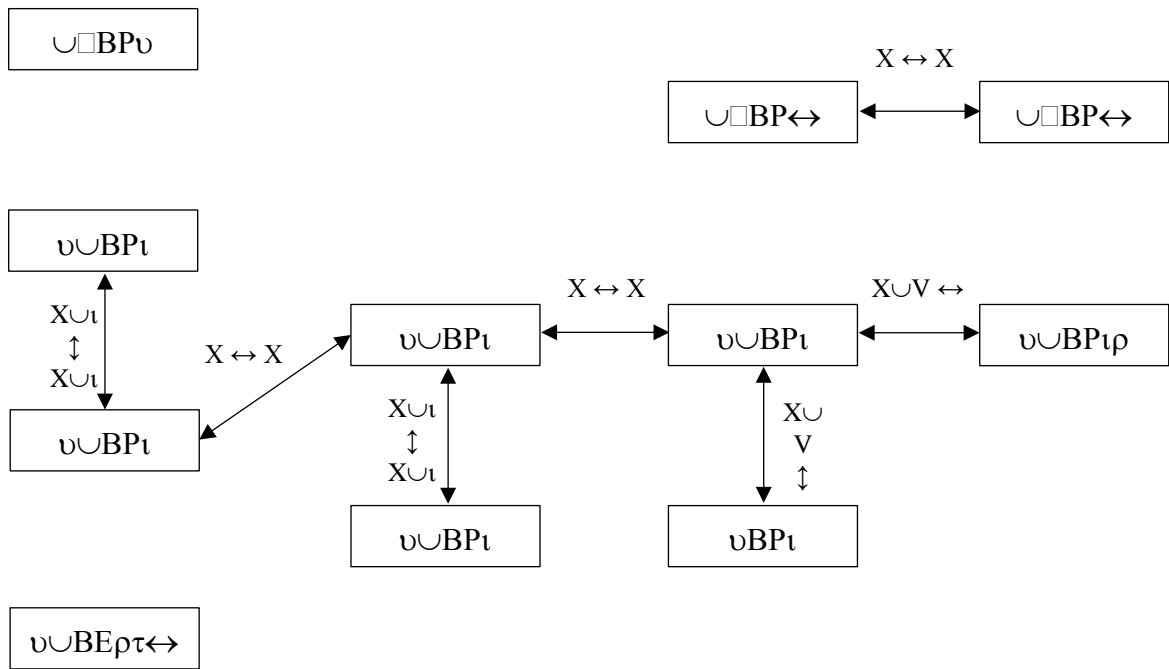 ∪□BPυ
X ↔ X
∪□BP↔
∪□BP↔
υ∪BPι
X∪ι
↕
X∪ι
υ∪BPι
X ↔ X
υ∪BPι
X ↔ X
υ∪BPι
X∪V ↔
υ∪BPιρ
X∪ι
↕
X∪ι
υ∪BPι
X∪
V
↕
υBPι
υ∪BEρτ↔